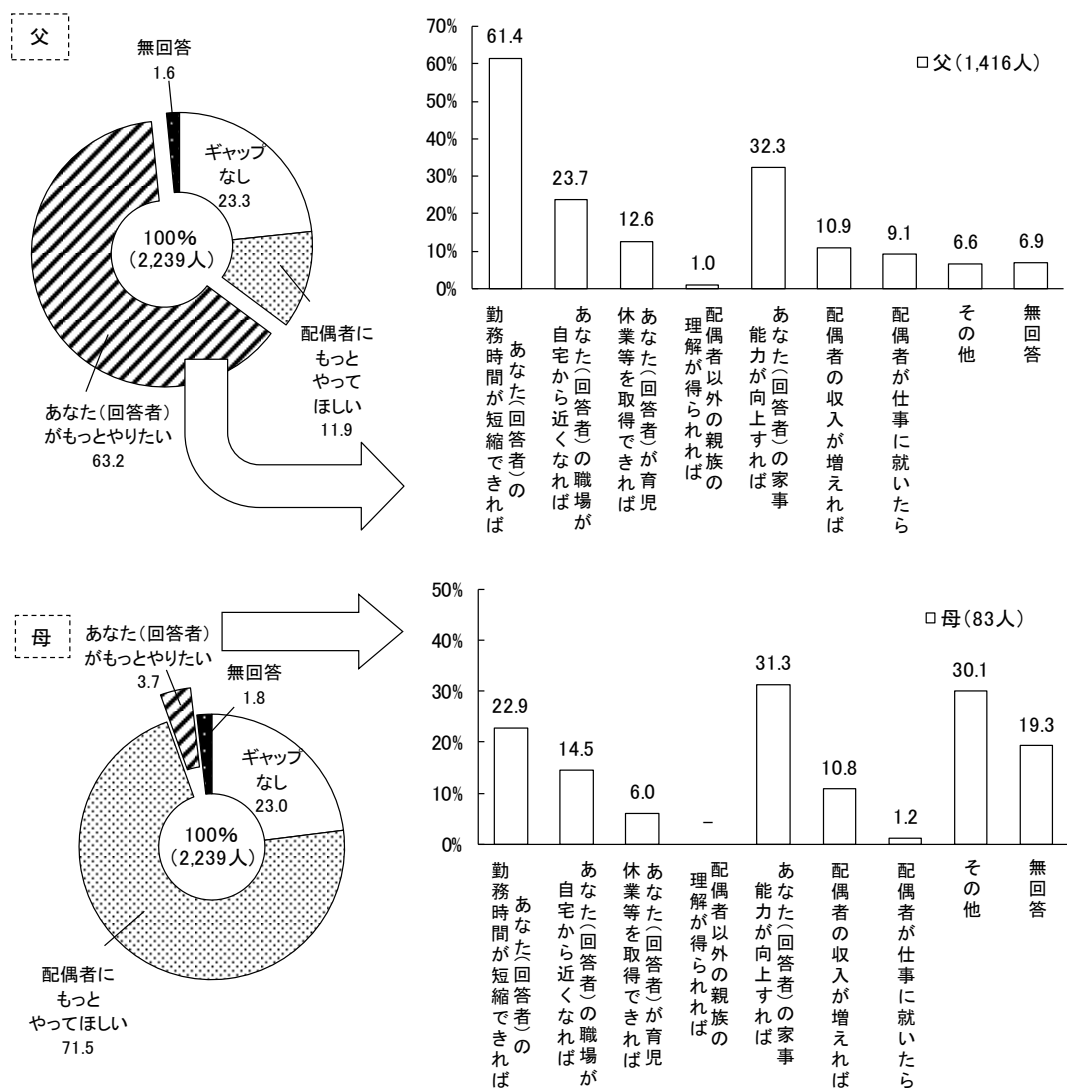 父
無回答
1.6
ギャップ
なし
23.3
100%
(2,239人)
配偶者に
もっと
やって
ほしい
11.9
あなた(回答者)
がもっとやりたい
63.2
70%
60%
50%
40%
30%
20%
10%
0%
□父(1,416人)
61.4
23.7
12.6
1.0
32.3
10.9
9.1
6.6
6.9
あなた(回答者)の
勤務時間が短縮できれば
あなた(回答者)の職場が
自宅から近くなれば
あなた(回答者)が育児
休業等を取得できれば
配偶者以外の親族の
理解が得られれば
あなた(回答者)の家事
能力が向上すれば
配偶者の収入が増えれば
配偶者が仕事に就いたら
その他
無回答
母
あなた(回答者)
がもっとやりたい
3.7
無回答
1.8
ギャップ
なし
23.0
100%
(2,239人)
配偶者に
もっと
やってほしい
71.5
50%
40%
30%
20%
10%
0%
□母(83人)
22.9
14.5
6.0
–
31.3
10.8
1.2
30.1
19.3
あなた(回答者)の
勤務時間が短縮できれば
あなた(回答者)の職場が
自宅から近くなれば
あなた(回答者)が育児
休業等を取得できれば
配偶者以外の親族の
理解が得られれば
あなた(回答者)の家事
能力が向上すれば
配偶者の収入が増えれば
配偶者が仕事に就いたら
その他
無回答